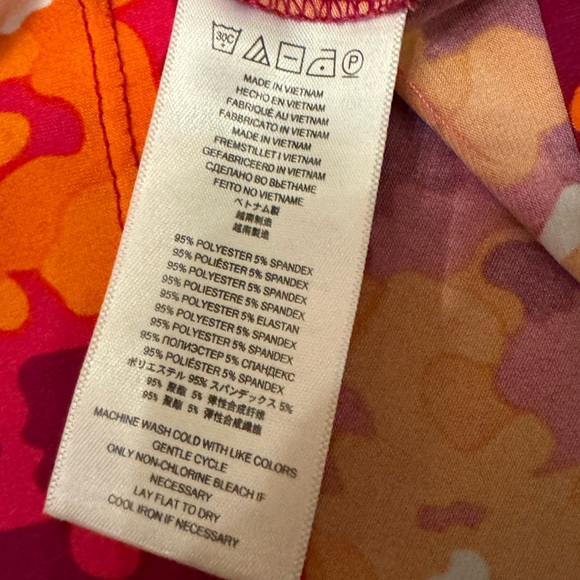 30C
P
MADE IN VIETNAM
HECHO EN VIETNAM
FABRIQUÉ AU VIETNAM
FABBRICATO IN VIETNAM
MADE IN VIETNAM
FREMSTILLET I VIETNAM
GEFABRICEERD IN VIETNAM
СДЕЛАНО ВО ВЬЕТНАМЕ
FEITO NO VIETNAME
ベトナム製
越南制造
越南製造
95% POLYESTER 5% SPANDEX
95% POLIÉSTER 5% SPANDEX
95% POLYESTER 5% SPANDEX
95% POLIESTERE 5% SPANDEX
95% POLYESTER 5% ELASTAN
95% POLYESTER 5% SPANDEX
95% POLYESTER 5% SPANDEX
95% ПОЛИЭСТЕР 5% СПАНДЕКС
95% POLIÉSTER 5% SPANDEX
ポリエステル 95% スパンデックス 5%
95% 聚酯 5% 弹性合成纤维
95% 聚酯 5% 彈性合成纖維
MACHINE WASH COLD WITH LIKE COLORS
GENTLE CYCLE
ONLY NON-CHLORINE BLEACH IF
NECESSARY
LAY FLAT TO DRY
COOL IRON IF NECESSARY